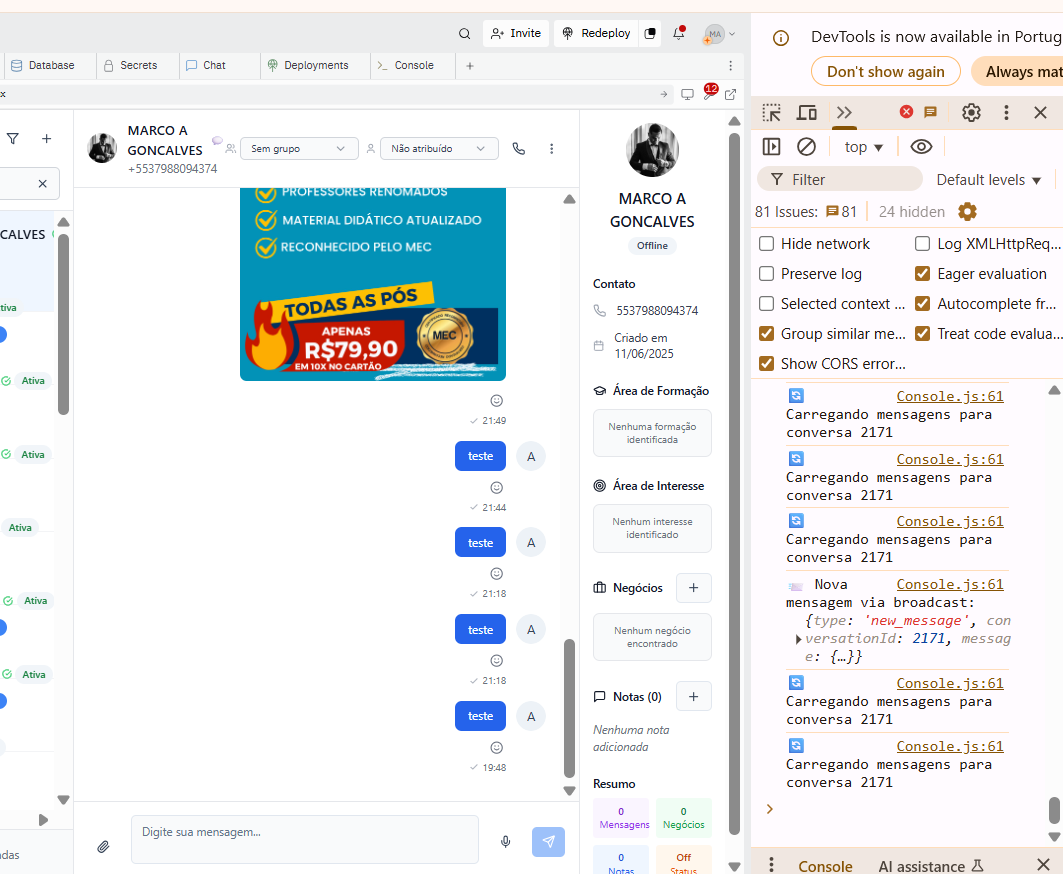 Invite
Redeploy
MA
Database
Secrets
Chat
Deployments
Console
x
12
CALVES
tiva
Ativa
Ativa
Ativa
Ativa
Ativa
das
MARCO A
GONCALVES
+5537988094374
Sem grupo
Não atribuído
PROFESSORES RENOMADOS
MATERIAL DIDÁTICO ATUALIZADO
RECONHECIDO PELO MEC
TODAS AS PÓS
APENAS
R$79,90
EM 10X NO CARTÃO
MEC
21:49
teste
A
21:44
teste
A
21:18
teste
A
21:18
teste
A
19:48
Digite sua mensagem...
MARCO A
GONCALVES
Offline
Contato
5537988094374
Criado em
11/06/2025
Área de Formação
Nenhuma formação
identificada
Área de Interesse
Nenhum interesse
identificado
Negócios
Nenhum negócio
encontrado
Notas (0)
Nenhuma nota
adicionada
Resumo
0
Mensagens
0
Negócios
0
Notas
Off
Status
DevTools is now available in Portug
Don't show again
Always mat
top
Filter
Default levels
81 Issues:
81
24 hidden
Hide network
Log XMLHttpReq...
Preserve log
Eager evaluation
Selected context ...
Autocomplete fr...
Group similar me...
Treat code evalua...
Show CORS error...
Console.js:61
Carregando mensagens para
conversa 2171
Console.js:61
Carregando mensagens para
conversa 2171
Console.js:61
Carregando mensagens para
conversa 2171
Nova Console.js:61
mensagem via broadcast:
{type: 'new_message', con
versationId: 2171, messag
e: {…}}
Console.js:61
Carregando mensagens para
conversa 2171
Console.js:61
Carregando mensagens para
conversa 2171
Console
AI assistance